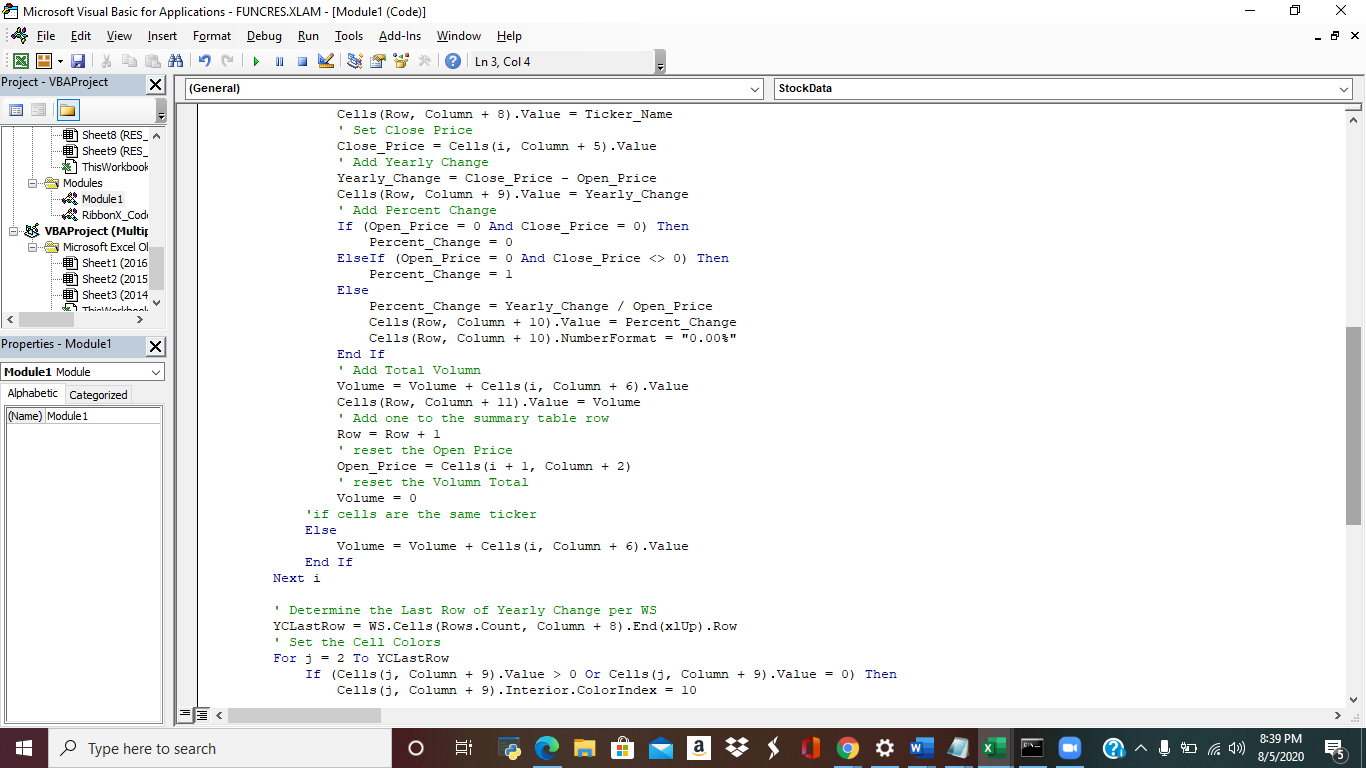 Microsoft Visual Basic for Applications - FUNCRES.XLAM - [Module1 (Code)]
File Edit View Insert Format Debug Run Tools Add-Ins Window Help
Ln 3, Col 4
Project - VBAProject
Sheet8 (RES_
Sheet9 (RES_
ThisWorkbook
Modules
Module1
RibbonX_Code
VBAProject (Multip
Microsoft Excel Ob
Sheet1 (2016
Sheet2 (2015
Sheet3 (2014
ThisWorkbook
Properties - Module1
Module1 Module
Alphabetic Categorized
(Name) Module1
(General) StockData
Cells(Row, Column + 8).Value = Ticker_Name
' Set Close Price
Close_Price = Cells(i, Column + 5).Value
' Add Yearly Change
Yearly_Change = Close_Price - Open_Price
Cells(Row, Column + 9).Value = Yearly_Change
' Add Percent Change
If (Open_Price = 0 And Close_Price = 0) Then
Percent_Change = 0
ElseIf (Open_Price = 0 And Close_Price <> 0) Then
Percent_Change = 1
Else
Percent_Change = Yearly_Change / Open_Price
Cells(Row, Column + 10).Value = Percent_Change
Cells(Row, Column + 10).NumberFormat = "0.00%"
End If
' Add Total Volumn
Volume = Volume + Cells(i, Column + 6).Value
Cells(Row, Column + 11).Value = Volume
' Add one to the summary table row
Row = Row + 1
' reset the Open Price
Open_Price = Cells(i + 1, Column + 2)
' reset the Volumn Total
Volume = 0
'if cells are the same ticker
Else
Volume = Volume + Cells(i, Column + 6).Value
End If
Next i
' Determine the Last Row of Yearly Change per WS
YCLastRow = WS.Cells(Rows.Count, Column + 8).End(xlUp).Row
' Set the Cell Colors
For j = 2 To YCLastRow
If (Cells(j, Column + 9).Value > 0 Or Cells(j, Column + 9).Value = 0) Then
Cells(j, Column + 9).Interior.ColorIndex = 10
Type here to search
8:39 PM
8/5/2020
5